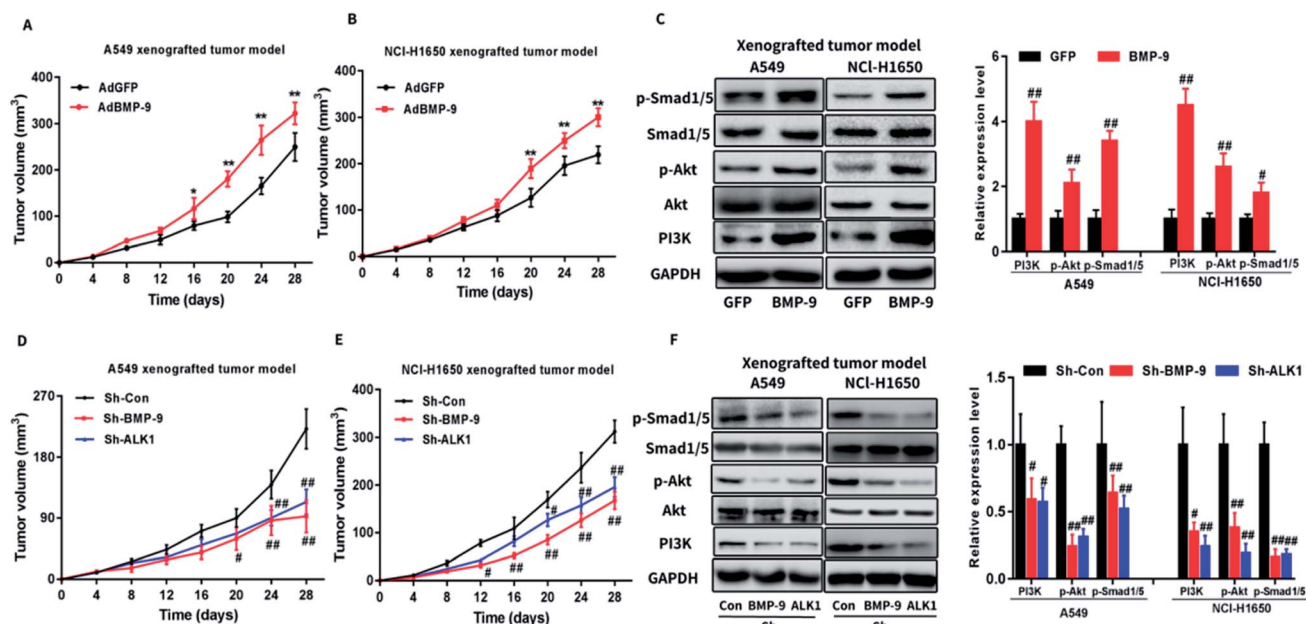 A
A549 xenografted tumor model
Tumor volume (mm3)
400
300
200
100
0
AdGFP
AdBMP-9
*
**
**
**
0 4 8 12 16 20 24 28
Time (days)
B
NCI-H1650 xenografted tumor model
Tumor volume (mm3)
400
300
200
100
0
AdGFP
AdBMP-9
**
**
**
0 4 8 12 16 20 24 28
Time (days)
C
Xenografted tumor model
A549 NCl-H1650
p-Smad1/5
Smad1/5
p-Akt
Akt
PI3K
GAPDH
GFP BMP-9 GFP BMP-9
GFP BMP-9
Relative expression level
6
4
2
0
## ## ## ## ## #
PI3K p-Akt p-Smad1/5 PI3K p-Akt p-Smad1/5
A549 NCI-H1650
D
A549 xenografted tumor model
Tumor volume (mm3)
270
180
90
0
Sh-Con
Sh-BMP-9
Sh-ALK1
##
##
#
##
##
0 4 8 12 16 20 24 28
Time (days)
E
NCI-H1650 xenografted tumor model
Tumor volume (mm3)
400
300
200
100
0
Sh-Con
Sh-BMP-9
Sh-ALK1
#
##
##
#
##
##
##
##
0 4 8 12 16 20 24 28
Time (days)
F
Xenografted tumor model
A549 NCl-H1650
p-Smad1/5
Smad1/5
p-Akt
Akt
PI3K
GAPDH
Con BMP-9 ALK1 Con BMP-9 ALK1
Sh-Con Sh-BMP-9 Sh-ALK1
Relative expression level
1.5
1.0
0.5
0.0
# # ## ## ## ## # ## ## ## ## ##
PI3K p-Akt p-Smad1/5 PI3K p-Akt p-Smad1/5
A549 NCI-H1650